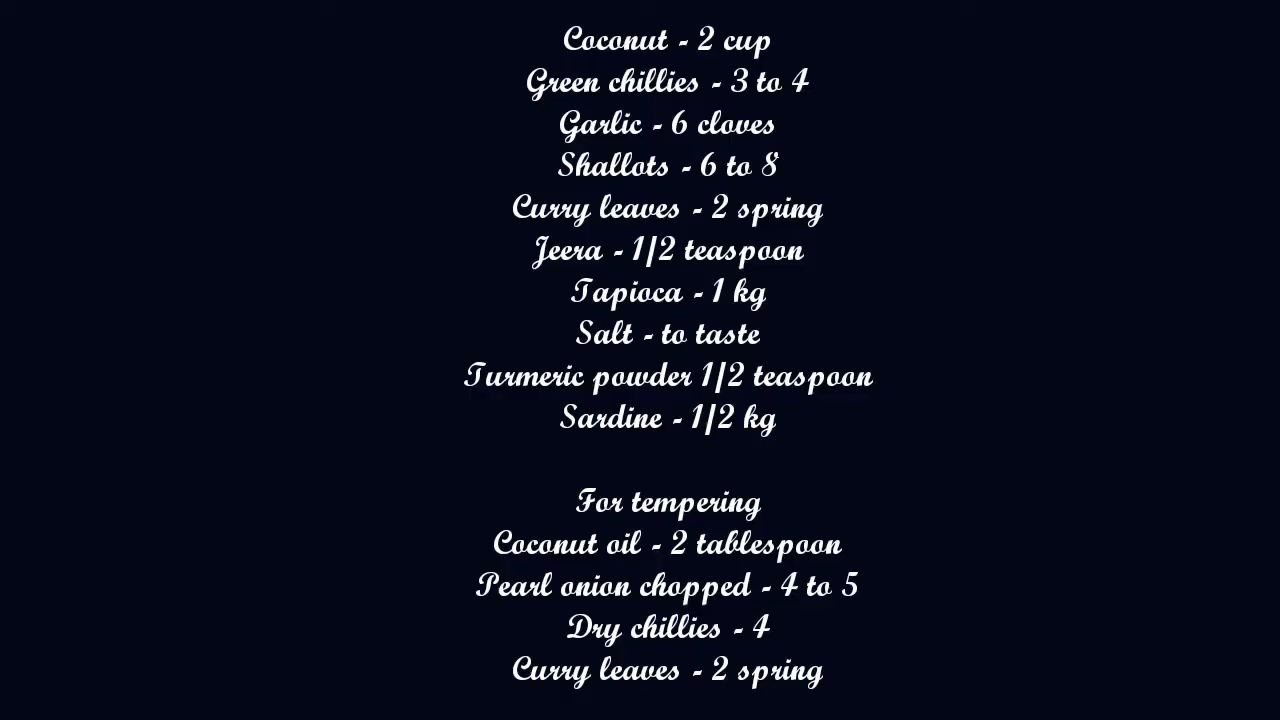 Coconut - 2 cup
Green chillies - 3 to 4
Garlic - 6 cloves
Shallots - 6 to 8
Curry leaves - 2 spring
Jeera - 1/2 teaspoon
Tapioca - 1 kg
Salt - to taste
Turmeric powder 1/2 teaspoon
Sardine - 1/2 kg
For tempering
Coconut oil - 2 tablespoon
Pearl onion chopped - 4 to 5
Dry chillies - 4
Curry leaves - 2 spring